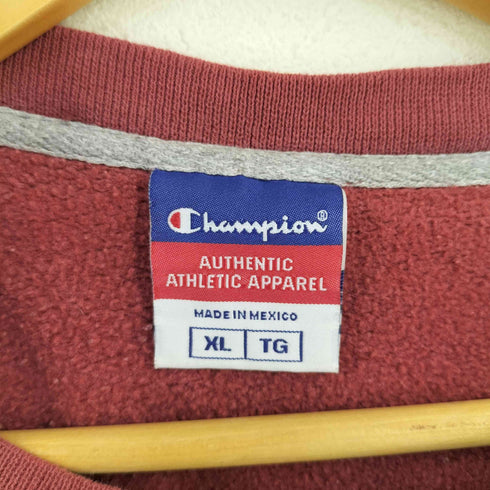 Champion®
AUTHENTIC
ATHLETIC APPAREL
MADE IN MEXICO
XL TG